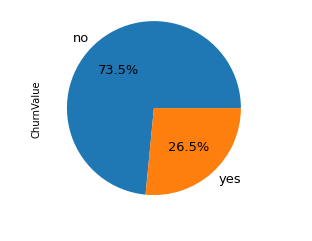 no
73.5%
ChurnValue
26.5%
yes